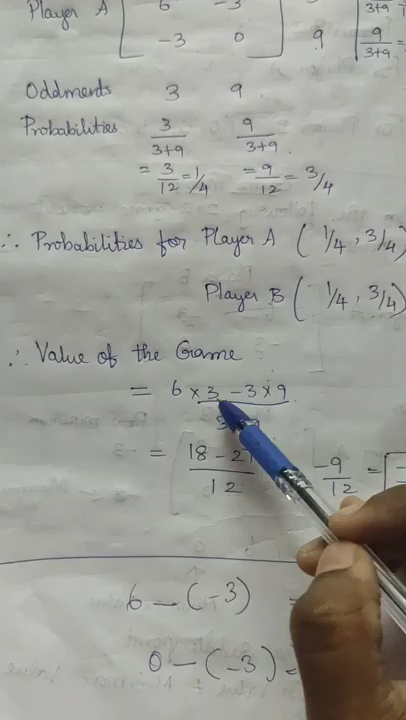 Player A [ 6 -3
-3 0 ] 9 9/3+9 =
Oddments 3 9
Probabilities 3/3+9 9/3+9
= 3/12 = 1/4 = 9/12 = 3/4
∴ Probabilities for Player A ( 1/4, 3/4)
Player B ( 1/4, 3/4)
∴ Value of the Game
= 6 × 3 - 3 × 9
= 18 - 27/12 -9/12 =
6 - (-3) =
0 - (-3) =